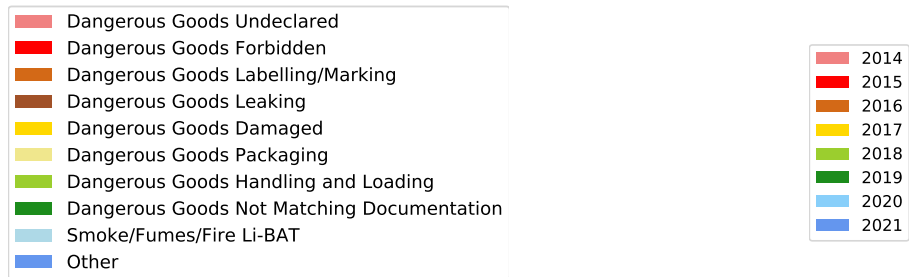 Dangerous Goods Undeclared
Dangerous Goods Forbidden
Dangerous Goods Labelling/Marking
Dangerous Goods Leaking
Dangerous Goods Damaged
Dangerous Goods Packaging
Dangerous Goods Handling and Loading
Dangerous Goods Not Matching Documentation
Smoke/Fumes/Fire Li-BAT
Other
2014
2015
2016
2017
2018
2019
2020
2021